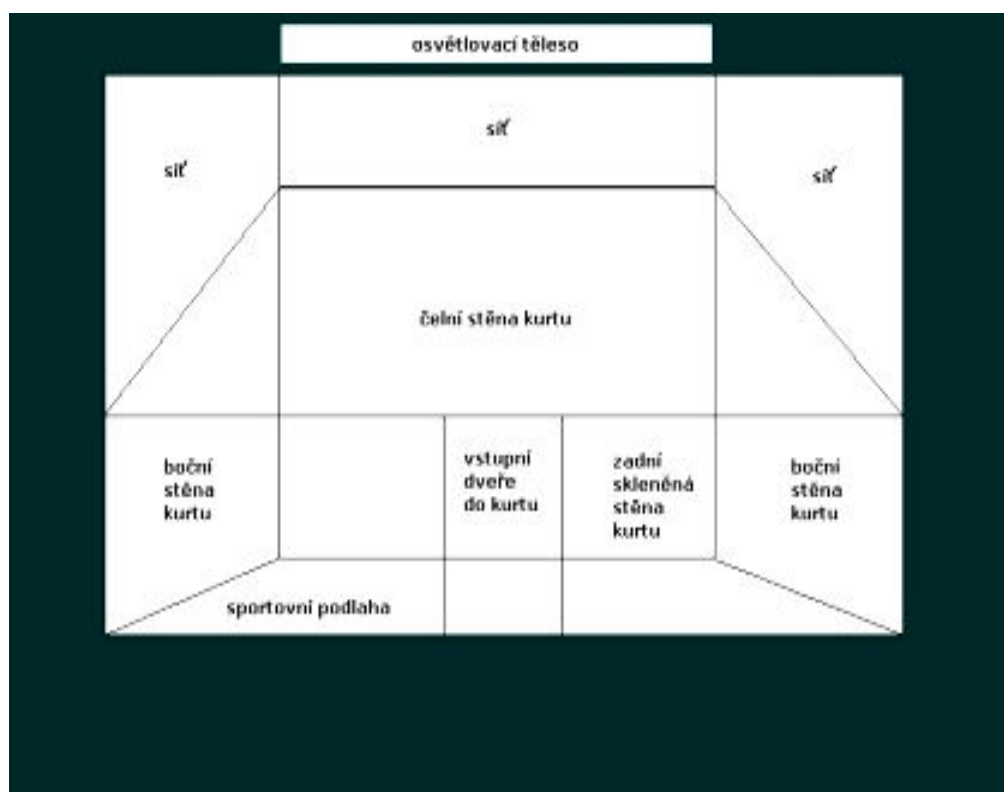 osvětlovací těleso
síť
síť
síť
čelní stěna kurtu
boční
stěna
kurtu
vstupní
dveře
do kurtu
zadní
skleněná
stěna
kurtu
boční
stěna
kurtu
sportovní podlaha